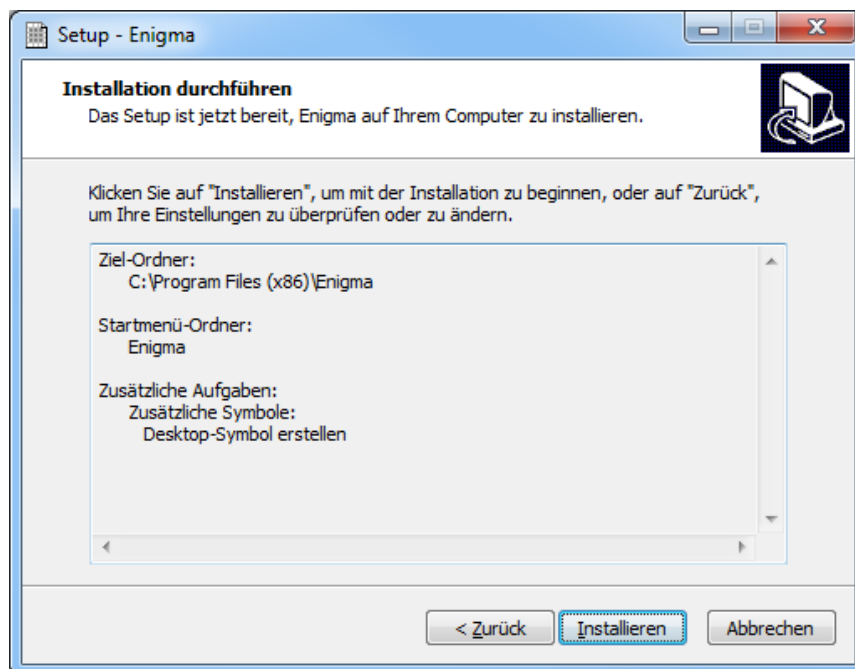 Setup - Enigma
Installation durchführen
Das Setup ist jetzt bereit, Enigma auf Ihrem Computer zu installieren.
Klicken Sie auf "Installieren", um mit der Installation zu beginnen, oder auf "Zurück",
um Ihre Einstellungen zu überprüfen oder zu ändern.
Ziel-Ordner:
C:\Program Files (x86)\Enigma
Startmenü-Ordner:
Enigma
Zusätzliche Aufgaben:
Zusätzliche Symbole:
Desktop-Symbol erstellen
< Zurück Installieren Abbrechen